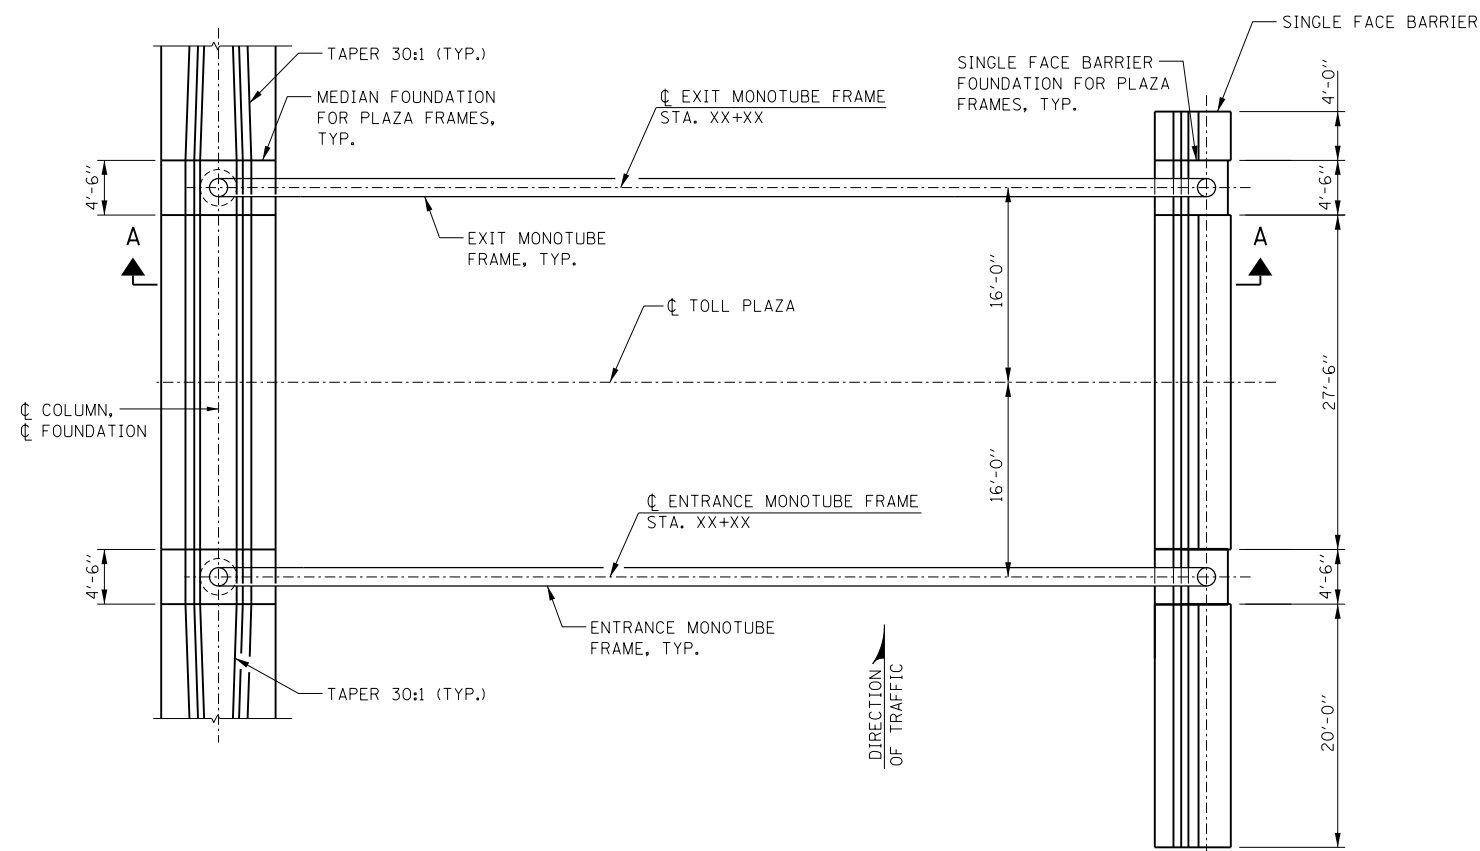 SINGLE FACE BARRIER
TAPER 30:1 (TYP.)
SINGLE FACE BARRIER
FOUNDATION FOR PLAZA
FRAMES, TYP.
MEDIAN FOUNDATION
FOR PLAZA FRAMES,
TYP.
℄ EXIT MONOTUBE FRAME
STA. XX+XX
4'-0"
4'-6"
4'-6"
A
EXIT MONOTUBE
FRAME, TYP.
A
16'-0"
℄ TOLL PLAZA
27'-6"
℄ COLUMN,
℄ FOUNDATION
16'-0"
℄ ENTRANCE MONOTUBE FRAME
STA. XX+XX
4'-6"
4'-6"
ENTRANCE MONOTUBE
FRAME, TYP.
TAPER 30:1 (TYP.)
DIRECTION
OF TRAFFIC
20'-0"